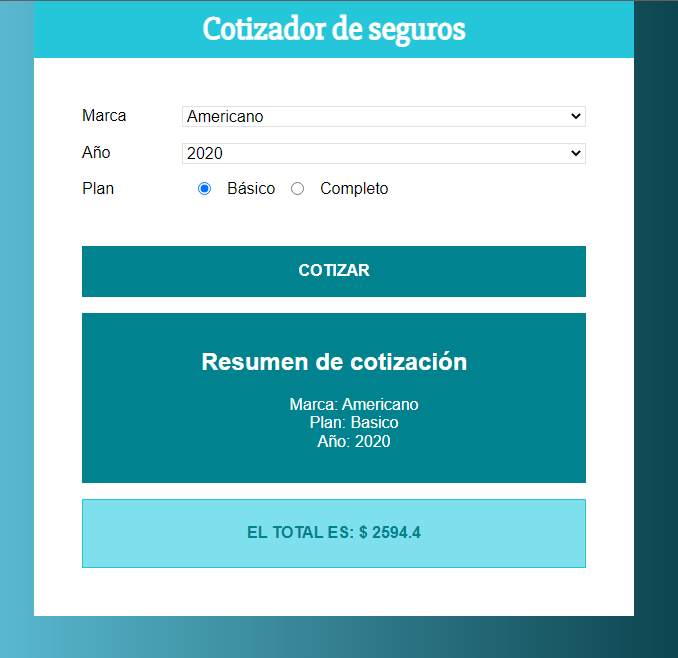 Cotizador de seguros
Marca Americano
Año 2020
Plan Básico Completo
COTIZAR
Resumen de cotización
Marca: Americano
Plan: Basico
Año: 2020
EL TOTAL ES: $ 2594.4